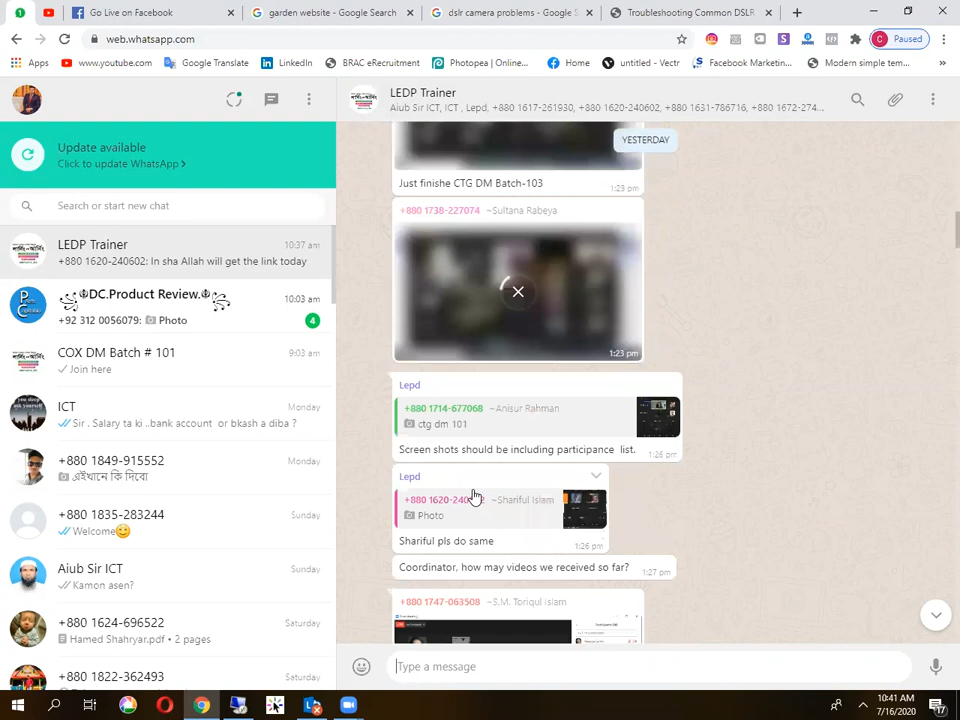 Go Live on Facebook
garden website - Google Search
dslr camera problems - Google S
Troubleshooting Common DSLR
web.whatsapp.com
Paused
Apps
www.youtube.com
Google Translate
LinkedIn
BRAC eRecruitment
Photopea | Online...
Home
untitled - Vectr
Facebook Marketin...
Modern simple tem...
LEDP Trainer
Aiub Sir ICT, ICT , Lepd, +880 1617-261930, +880 1620-240602, +880 1631-786716, +880 1672-274...
Update available
Click to update WhatsApp
Search or start new chat
LEDP Trainer
10:37 am
+880 1620-240602: In sha Allah will get the link today
DC.Product Review.
10:03 am
+92 312 0056079: Photo
4
COX DM Batch # 101
9:03 am
Join here
ICT
Monday
Sir . Salary ta ki ..bank account or bkash a diba ?
+880 1849-915552
Monday
এইখানে কি দিবো
+880 1835-283244
Sunday
Welcome😊
Aiub Sir ICT
Sunday
Kamon asen?
+880 1624-696522
Saturday
Hamed Shahryar.pdf • 2 pages
+880 1822-362493
Saturday
YESTERDAY
Just finishe CTG DM Batch-103
1:23 pm
+880 1738-227074 ~Sultana Rabeya
1:23 pm
Lepd
+880 1714-677068 ~Anisur Rahman
ctg dm 101
Screen shots should be including participance list.
1:26 pm
Lepd
+880 1620-240 ~Shariful Islam
Photo
Shariful pls do same
1:26 pm
Coordinator, how may videos we received so far?
1:27 pm
+880 1747-063508 ~S.M. Toriqul Islam
Type a message
10:41 AM
7/16/2020
17